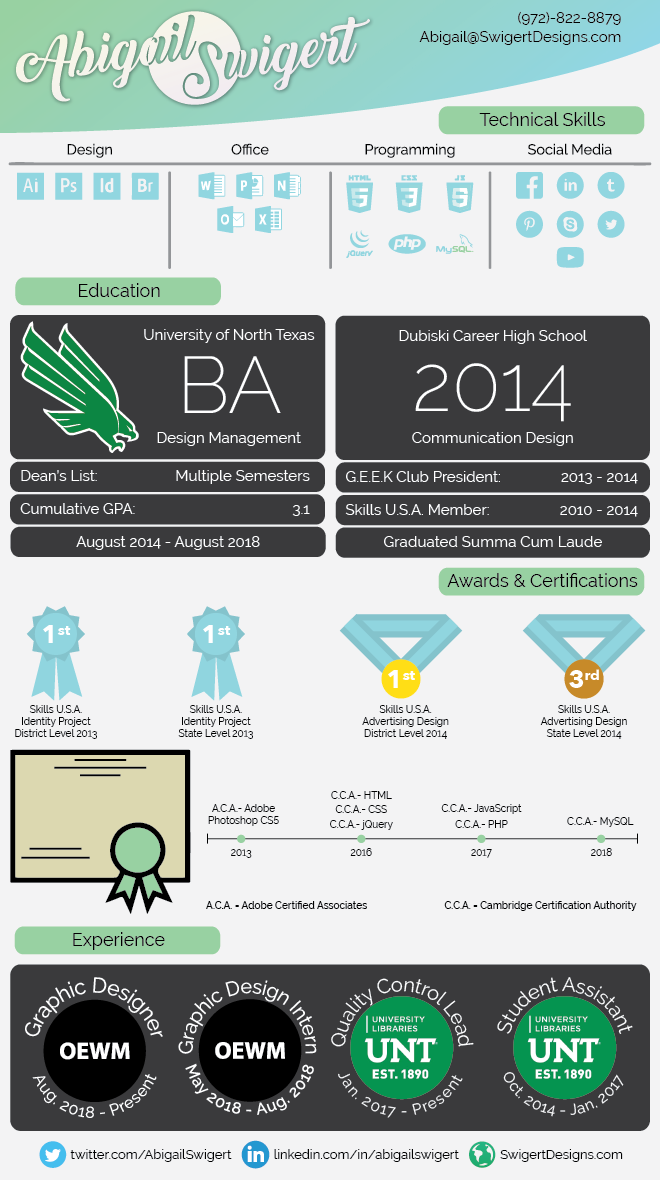 Abigail Swigert
(972)-822-8879
Abigail@SwigertDesigns.com
Technical Skills
Design
Office
Programming
Social Media
Ai Ps Id Br
W P N
O X
HTML 5
CSS 3
JS 5
jQuery
php
MySQL
f in t
P S
Education
University of North Texas
BA
Design Management
Dean's List: Multiple Semesters
Cumulative GPA: 3.1
August 2014 - August 2018
Dubiski Career High School
2014
Communication Design
G.E.E.K Club President: 2013 - 2014
Skills U.S.A. Member: 2010 - 2014
Graduated Summa Cum Laude
Awards & Certifications
1st
Skills U.S.A.
Identity Project
District Level 2013
1st
Skills U.S.A.
Identity Project
State Level 2013
1st
Skills U.S.A.
Advertising Design
District Level 2014
3rd
Skills U.S.A.
Advertising Design
State Level 2014
A.C.A.- Adobe
Photoshop CS5
2013
C.C.A.- HTML
C.C.A.- CSS
C.C.A.- jQuery
2016
C.C.A.- JavaScript
C.C.A.- PHP
2017
C.C.A.- MySQL
2018
A.C.A. = Adobe Certified Associates
C.C.A. = Cambridge Certification Authority
Experience
Graphic Designer
OEWM
Aug. 2018 - Present
Graphic Design Intern
OEWM
May 2018 - Aug. 2018
Quality Control Lead
UNIVERSITY
LIBRARIES
UNT
EST. 1890
Jan. 2017 - Present
Student Assistant
UNIVERSITY
LIBRARIES
UNT
EST. 1890
Oct. 2014 - Jan. 2017
twitter.com/AbigailSwigert
in linkedin.com/in/abigailswigert
SwigertDesigns.com